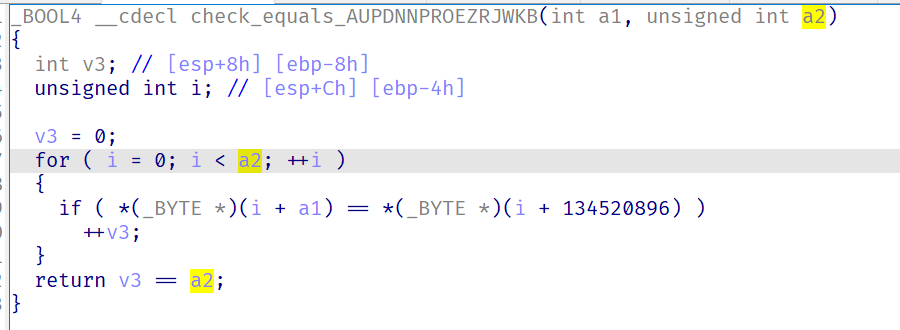 _BOOL4 __cdecl check_equals_AUPDNNPROEZRJWKB(int a1, unsigned int a2)
{
  int v3; // [esp+8h] [ebp-8h]
  unsigned int i; // [esp+Ch] [ebp-4h]

  v3 = 0;
  for ( i = 0; i < a2; ++i )
  {
    if ( *(_BYTE *)(i + a1) == *(_BYTE *)(i + 134520896) )
      ++v3;
  }
  return v3 == a2;
}